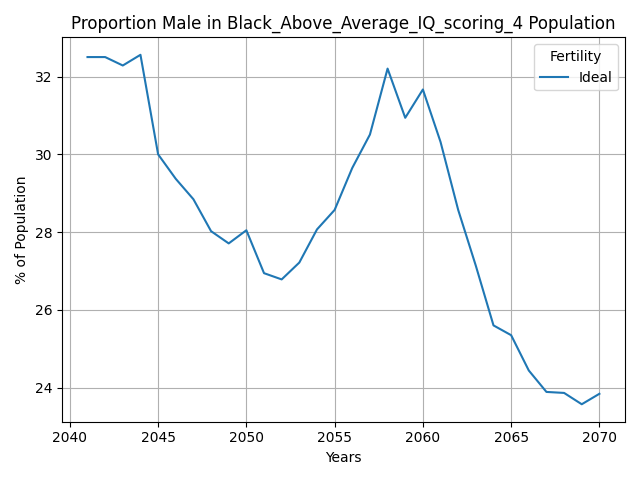 Proportion Male in Black_Above_Average_IQ_scoring_4 Population
Fertility
Ideal
% of Population
32
30
28
26
24
2040 2045 2050 2055 2060 2065 2070
Years